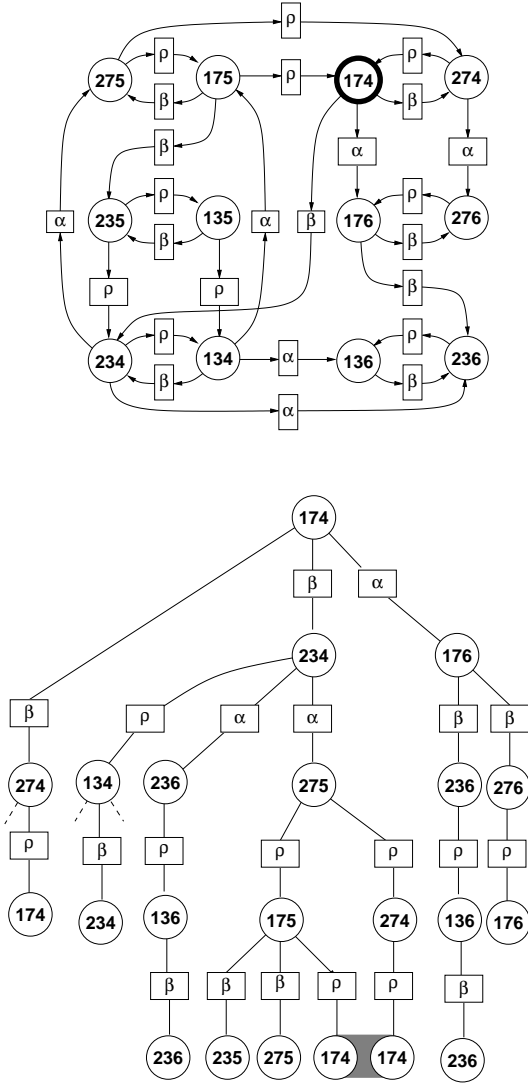 ρ
275 ρ 175 ρ 174 ρ 274
β β
β α α
α 235 ρ 135 α β 176 ρ 276
β β
ρ ρ β
234 ρ 134 α 136 ρ 236
β β
α
174
β α
234 176
β ρ α α β β
274 134 236 275 236 276
ρ β ρ ρ ρ ρ ρ
174 234 136 175 274 136 176
β β β ρ ρ β
236 235 275 174 174 236